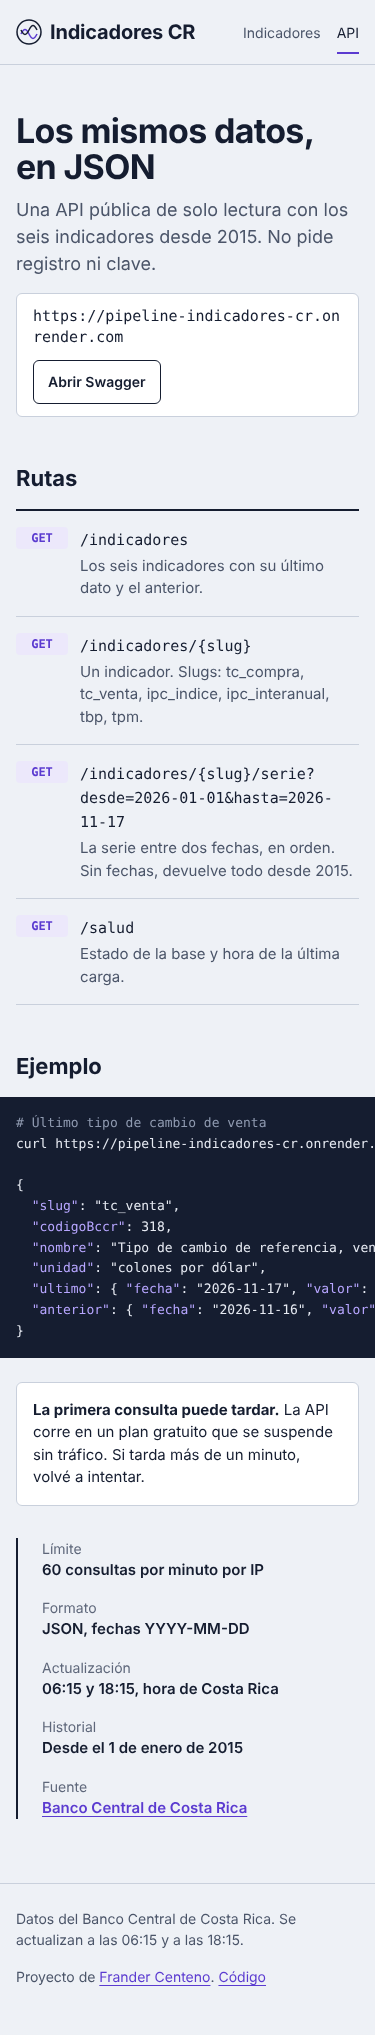 Indicadores CR
Indicadores
API
Los mismos datos,
en JSON
Una API pública de solo lectura con los
seis indicadores desde 2015. No pide
registro ni clave.
https://pipeline-indicadores-cr.on
render.com
Abrir Swagger
Rutas
GET
/indicadores
Los seis indicadores con su último
dato y el anterior.
GET
/indicadores/{slug}
Un indicador. Slugs: tc_compra,
tc_venta, ipc_indice, ipc_interanual,
tbp, tpm.
GET
/indicadores/{slug}/serie?
desde=2026-01-01&hasta=2026-
11-17
La serie entre dos fechas, en orden.
Sin fechas, devuelve todo desde 2015.
GET
/salud
Estado de la base y hora de la última
carga.
Ejemplo
# Último tipo de cambio de venta
curl https://pipeline-indicadores-cr.onrender.
{
"slug": "tc_venta",
"codigoBccr": 318,
"nombre": "Tipo de cambio de referencia, ven
"unidad": "colones por dólar",
"ultimo": { "fecha": "2026-11-17", "valor":
"anterior": { "fecha": "2026-11-16", "valor"
}
La primera consulta puede tardar. La API
corre en un plan gratuito que se suspende
sin tráfico. Si tarda más de un minuto,
volvé a intentar.
Límite
60 consultas por minuto por IP
Formato
JSON, fechas YYYY-MM-DD
Actualización
06:15 y 18:15, hora de Costa Rica
Historial
Desde el 1 de enero de 2015
Fuente
Banco Central de Costa Rica
Datos del Banco Central de Costa Rica. Se
actualizan a las 06:15 y a las 18:15.
Proyecto de Frander Centeno. Código